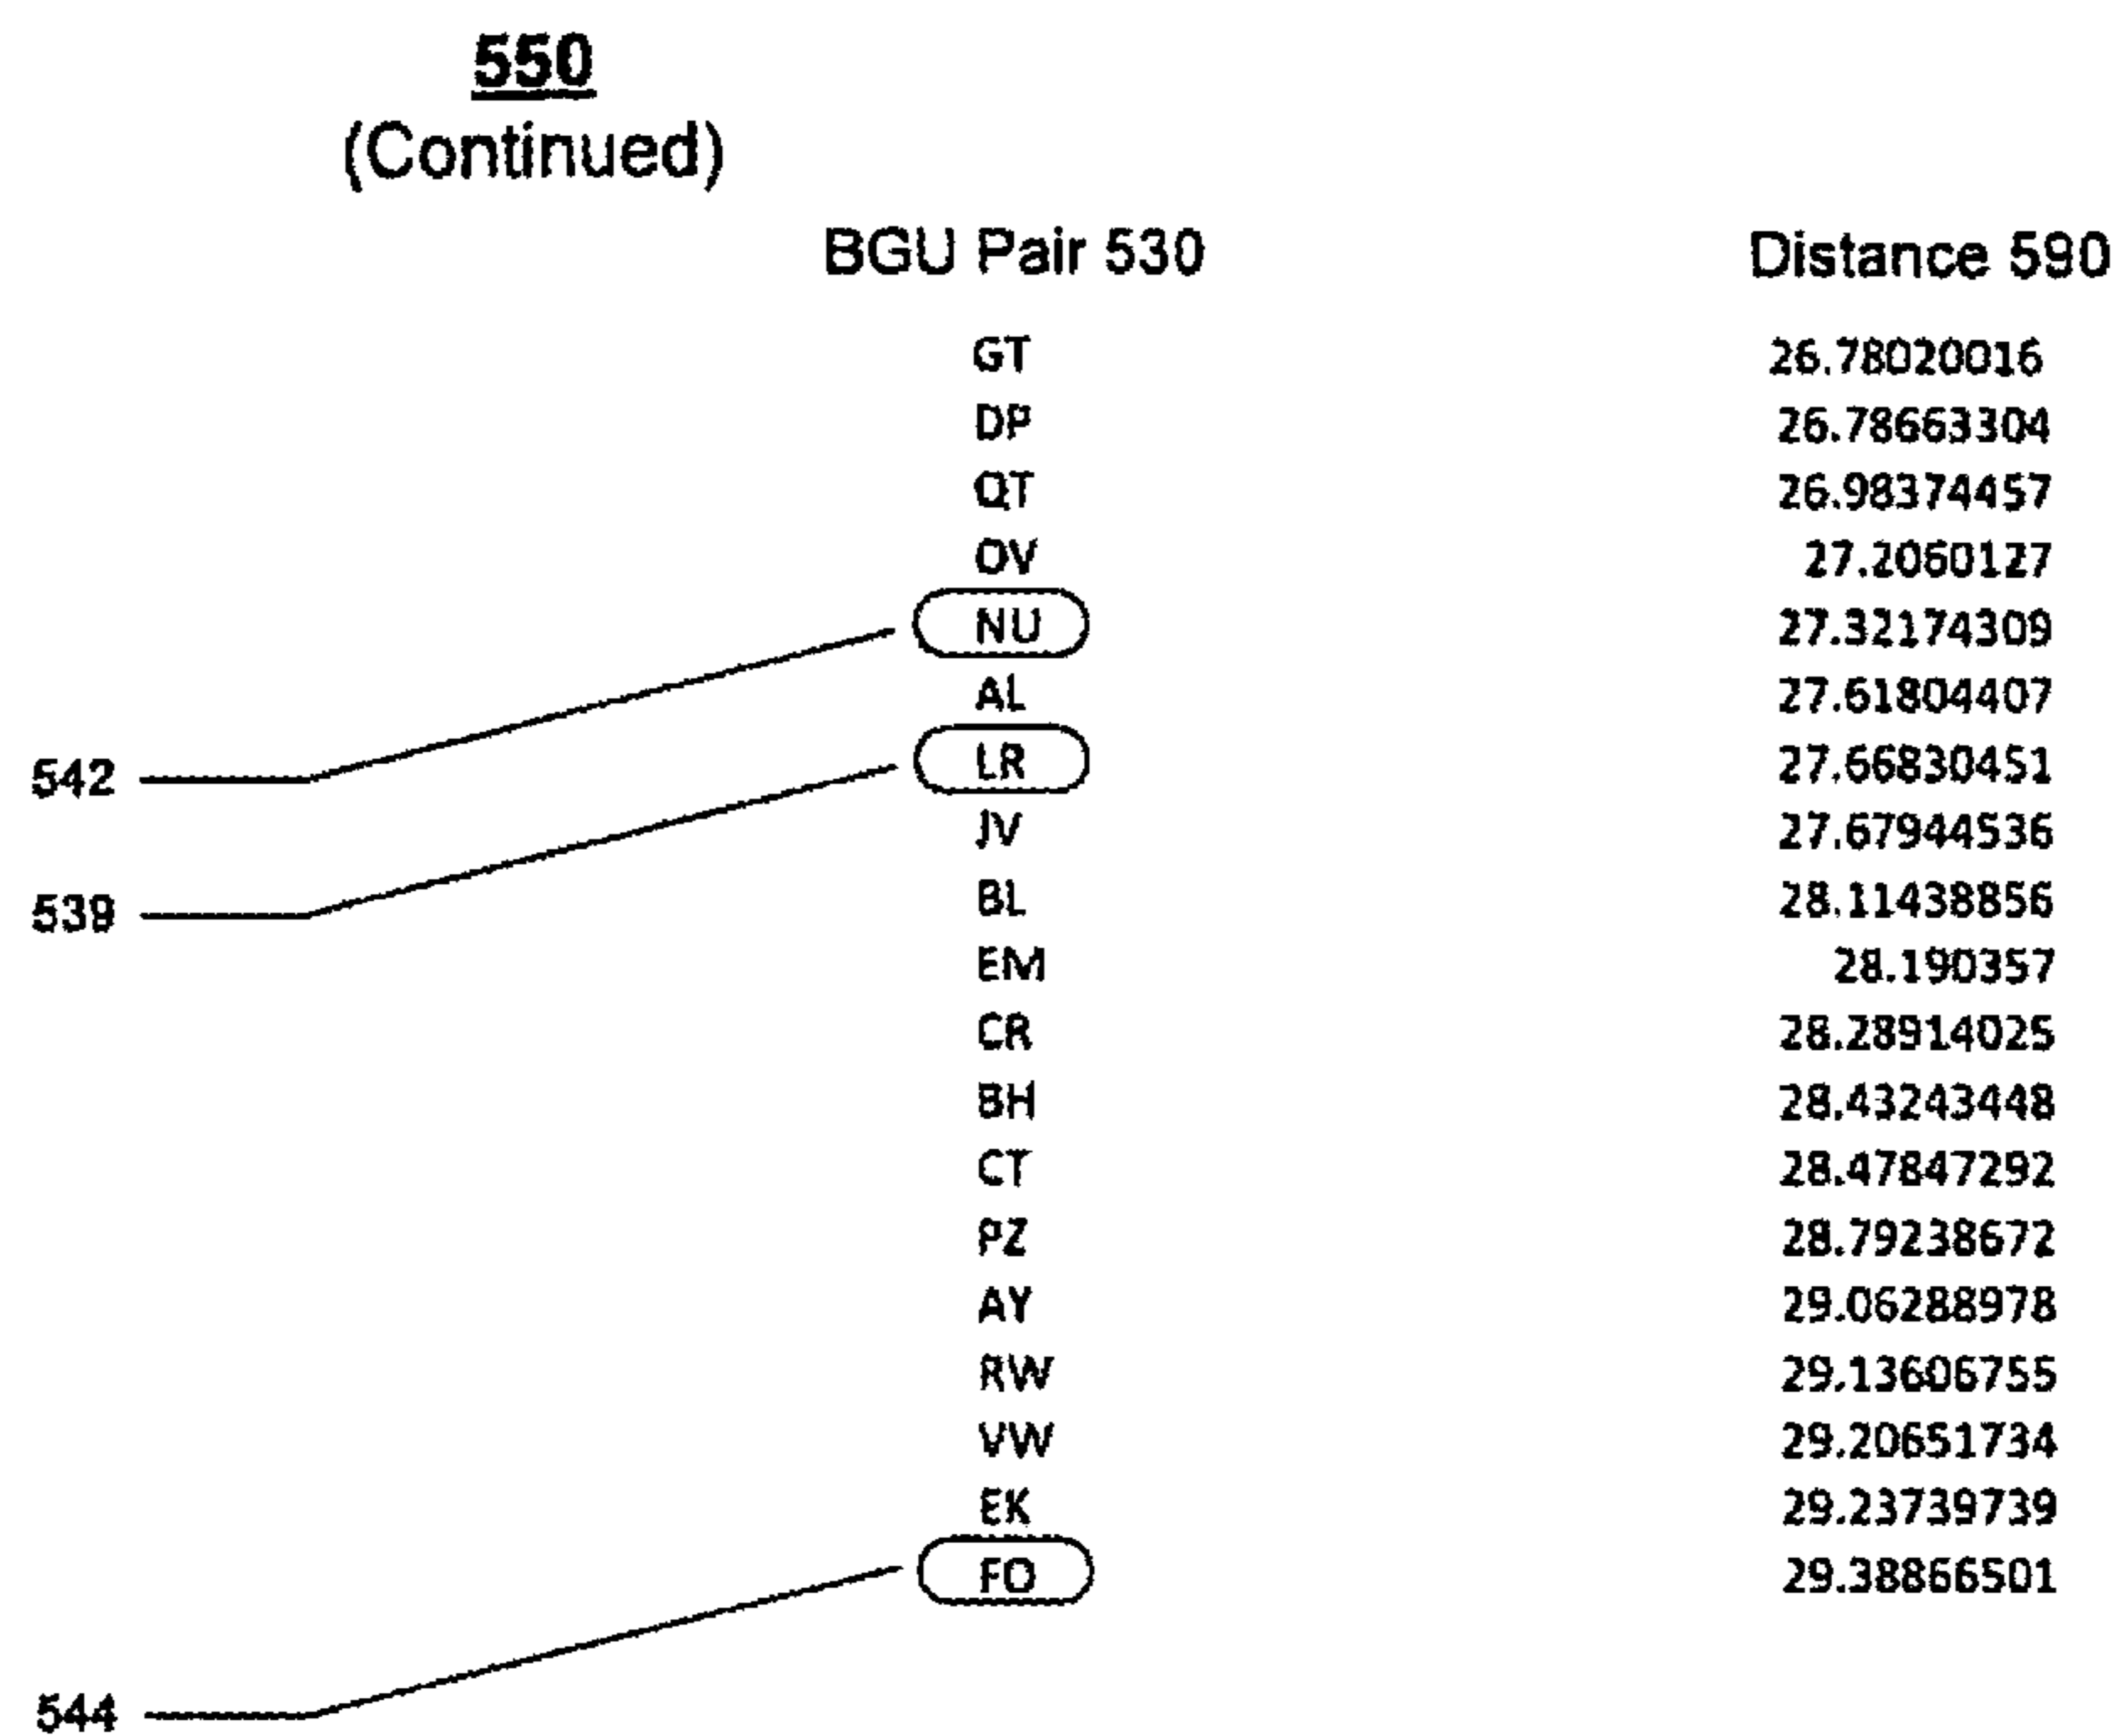 550
(Continued)
BGU Pair 530 Distance 590
GT 26.78020016
DP 26.78663304
QT 26.98374457
OV 27.2060127
NU 27.32174309
AL 27.61804407
542 LR 27.66830451
JV 27.67944536
539 BL 28.11438856
EM 28.190357
CR 28.28914025
BH 28.43243448
CT 28.47847292
PZ 28.79238672
AY 29.06288978
RW 29.13606755
VW 29.20651734
EK 29.23739739
FO 29.38866501
544